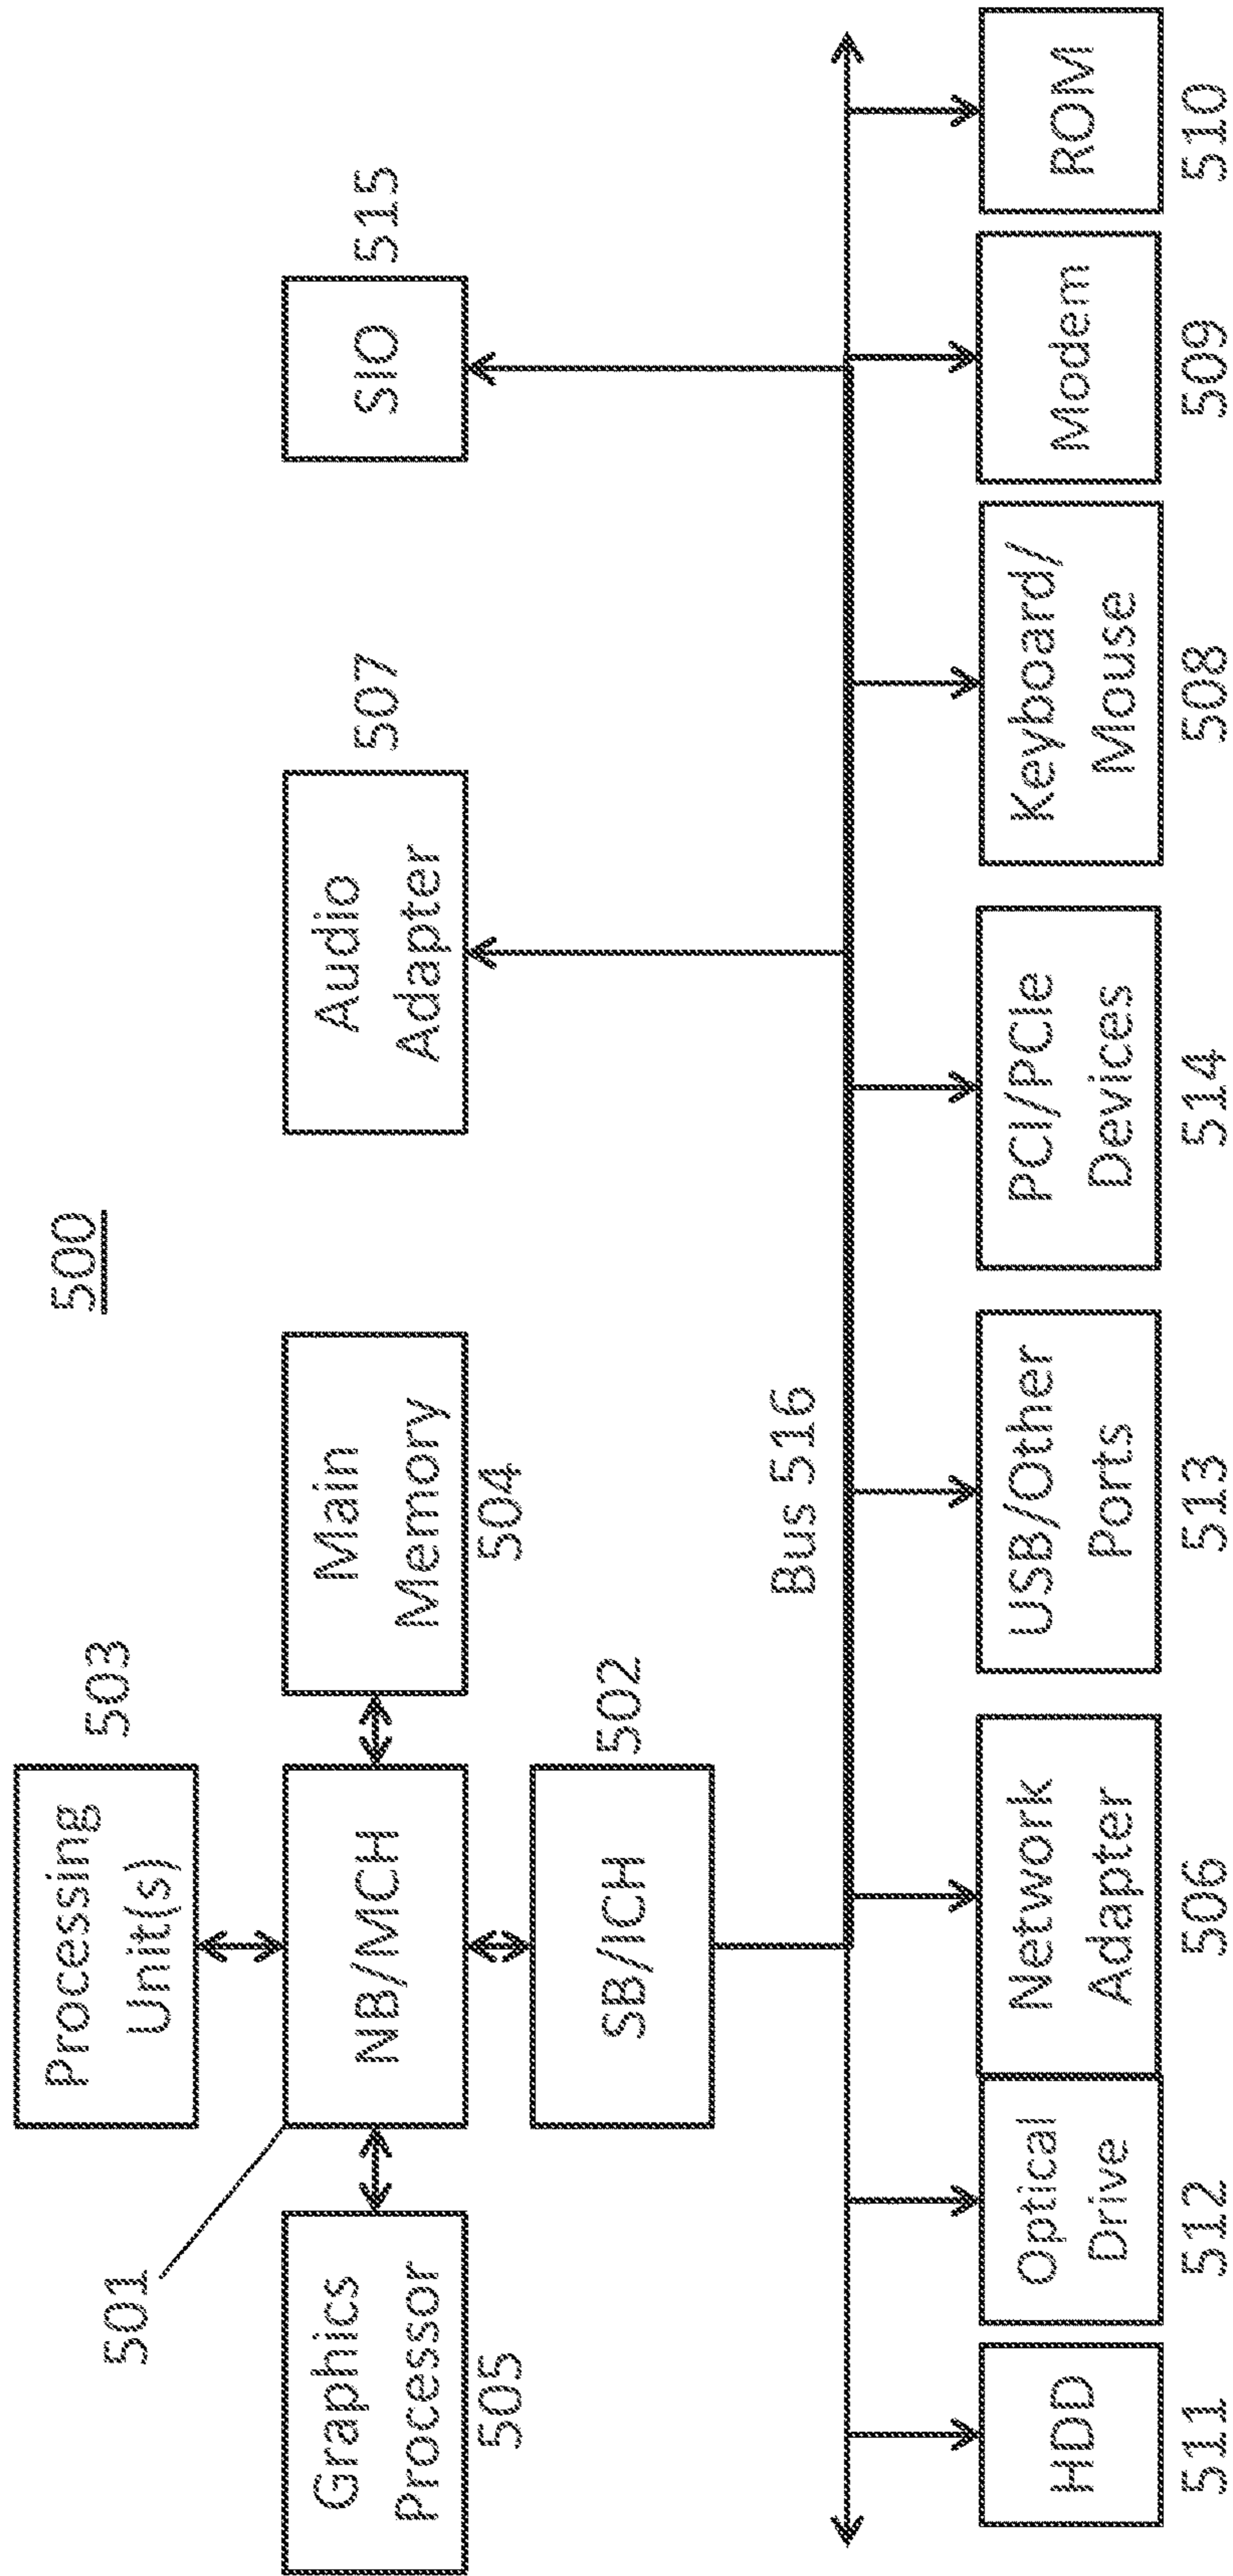 500
Processing
Unit(s)
503
501
Graphics
Processor
505
NB/MCH
Main
Memory
504
Audio
Adapter
507
SIO
515
SB/ICH
502
Bus 516
HDD
511
Optical
Drive
512
Network
Adapter
506
USB/Other
Ports
513
PCI/PCIe
Devices
514
Keyboard/
Mouse
508
Modem
509
ROM
510